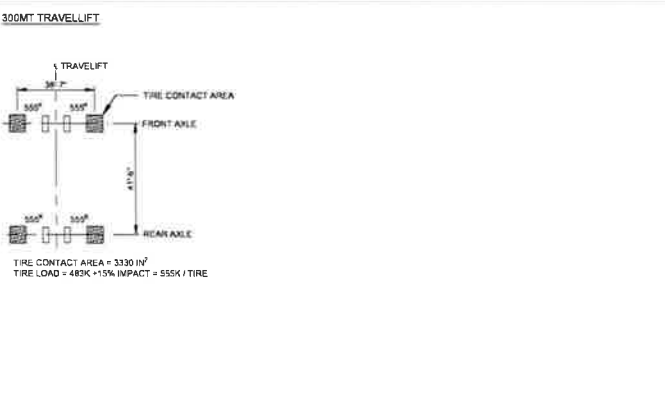 300MT TRAVELLIFT
℄ TRAVELIFT
38'-7"
TIRE CONTACT AREA
555ᴷ 555ᴷ
FRONT AXLE
41'-6"
555ᴷ 555ᴷ
REAR AXLE
TIRE CONTACT AREA = 3330 IN²
TIRE LOAD = 483K +15% IMPACT = 555K / TIRE